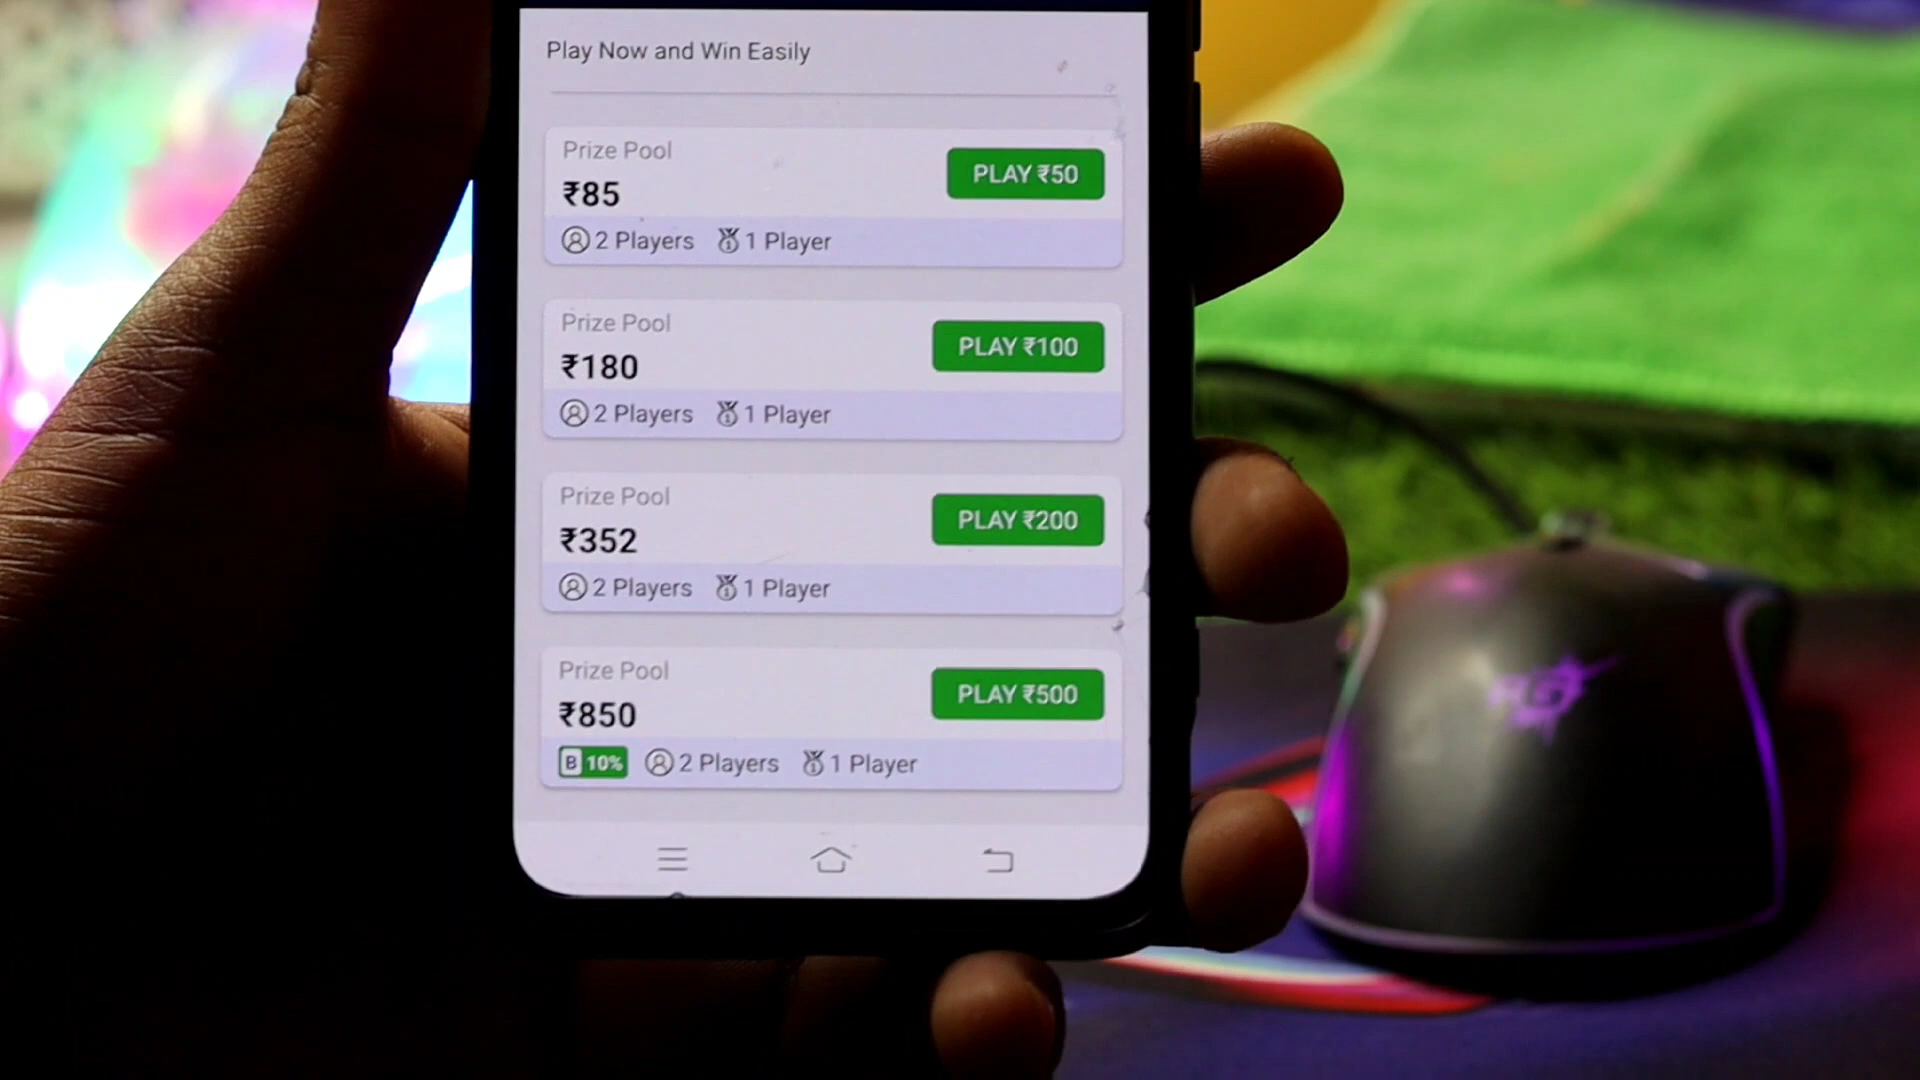 Play Now and Win Easily
Prize Pool
₹85
PLAY ₹50
2 Players 1 Player
Prize Pool
₹180
PLAY ₹100
2 Players 1 Player
Prize Pool
₹352
PLAY ₹200
2 Players 1 Player
Prize Pool
₹850
PLAY ₹500
B 10% 2 Players 1 Player